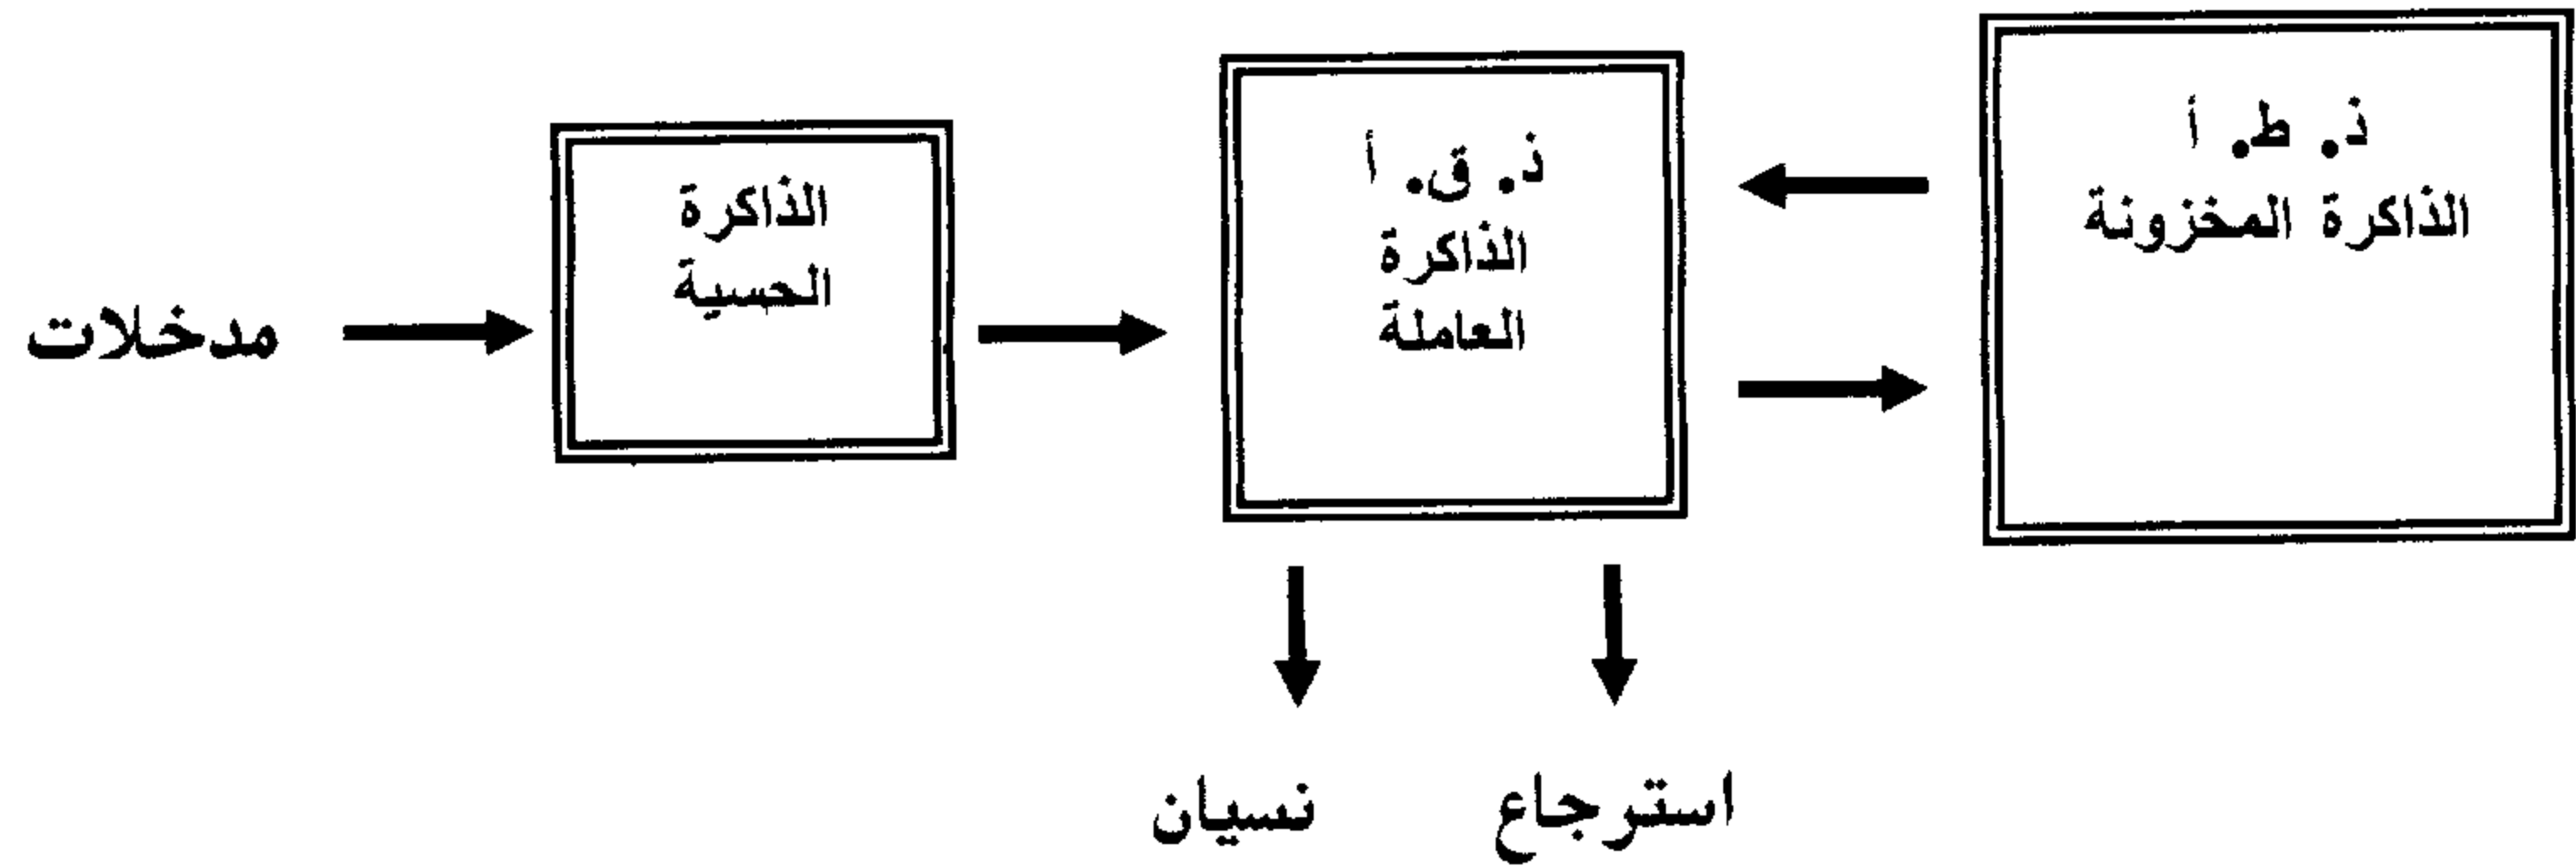 مدخلات
الذاكرة
الحسية
ذ. ق. أ
الذاكرة
العاملة
ذ. ط. أ
الذاكرة المخزونة
نسيان
استرجاع